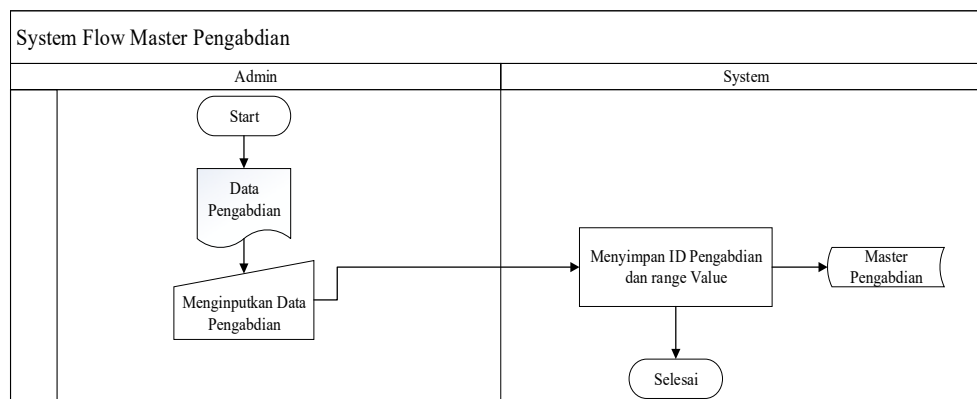 System Flow Master Pengabdian
Admin
System
Start
Data
Pengabdian
Menginputkan Data
Pengabdian
Menyimpan ID Pengabdian
dan range Value
Master
Pengabdian
Selesai